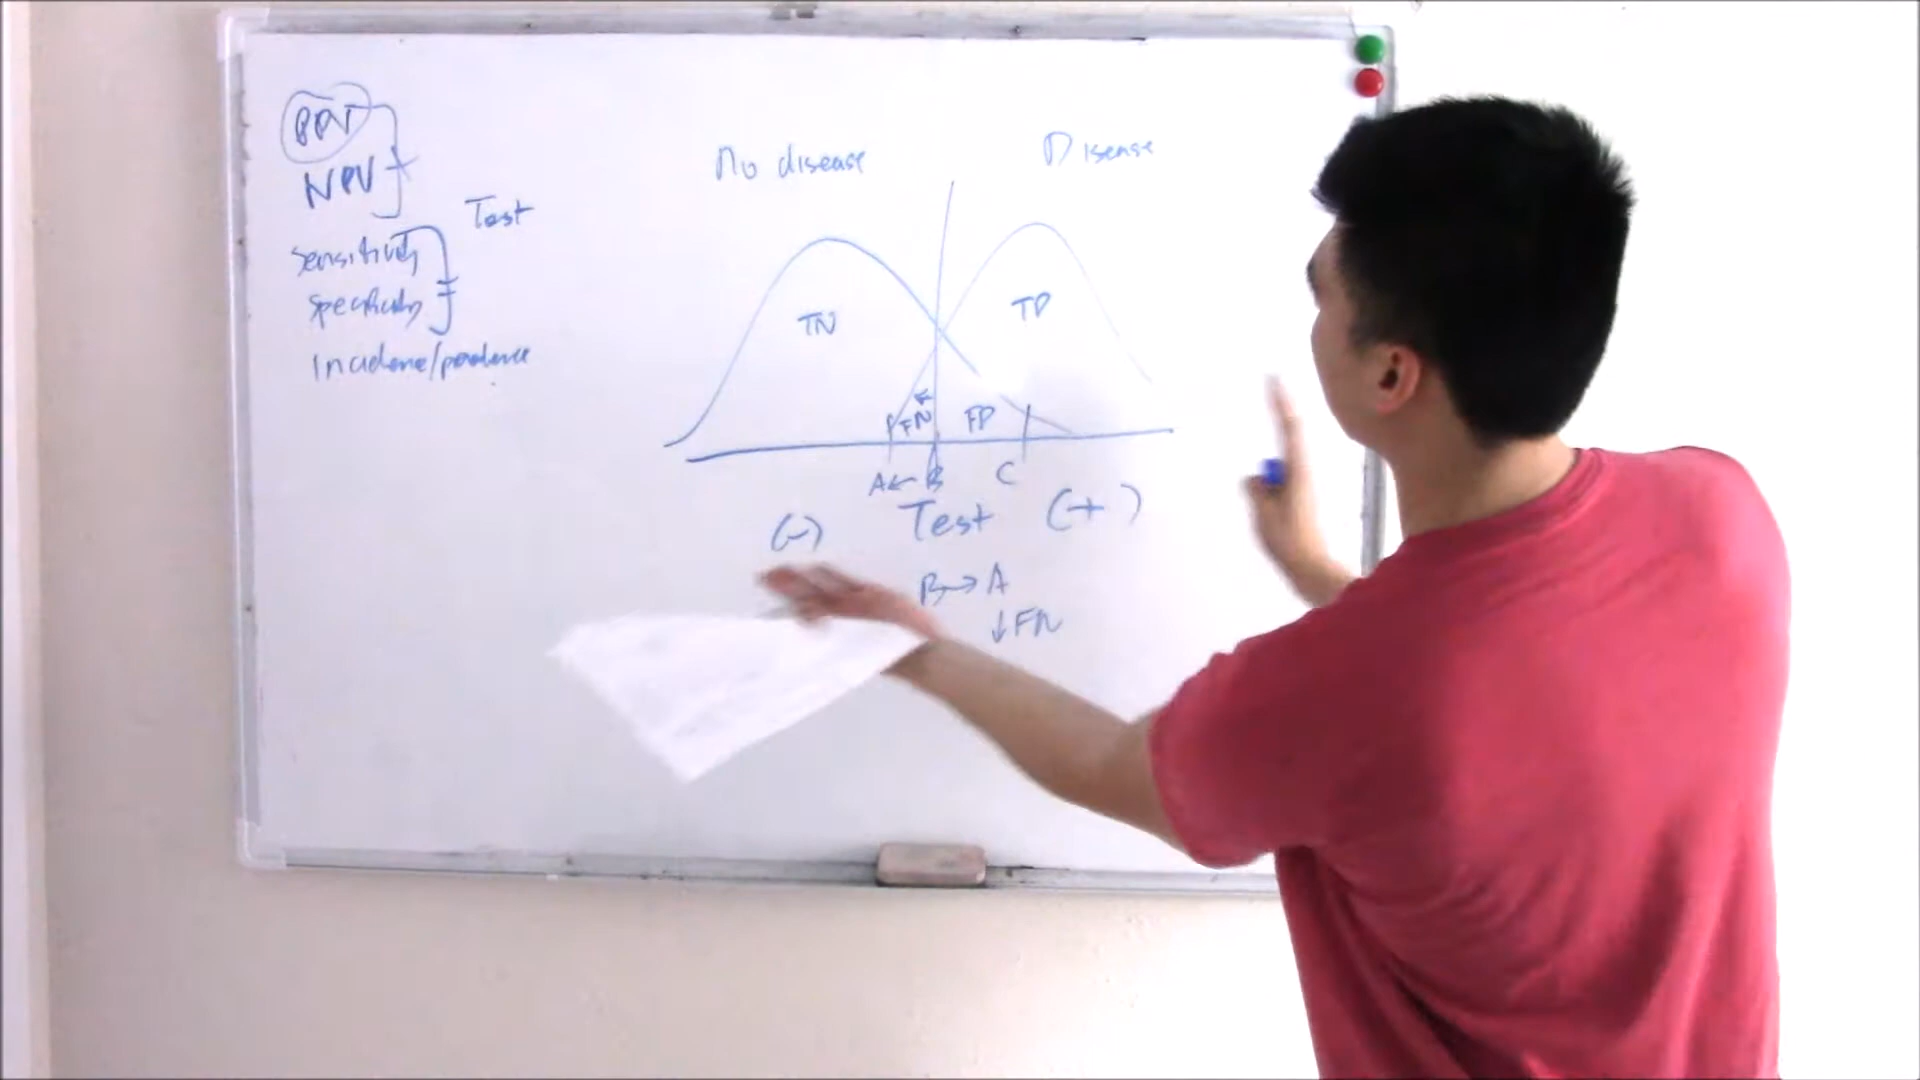 PPV
NPV
Test
sensitivity
specificity
Incidence/prevalence
No disease
Disease
TN
TP
FN
FP
A ← B
C
(-)
Test
(+)
B → A
↓ FN